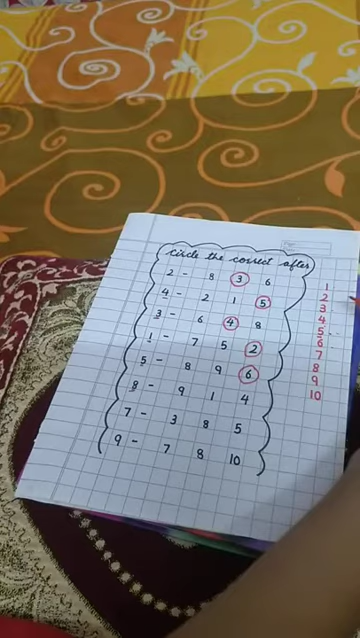 circle the correct after
2 - 8 3 6
4 - 2 1 5
3 - 6 4 8
1 - 7 5 2
5 - 8 9 6
8 - 9 1 4
7 - 3 8 5
9 - 7 8 10
1
2
3
4
5
6
7
8
9
10